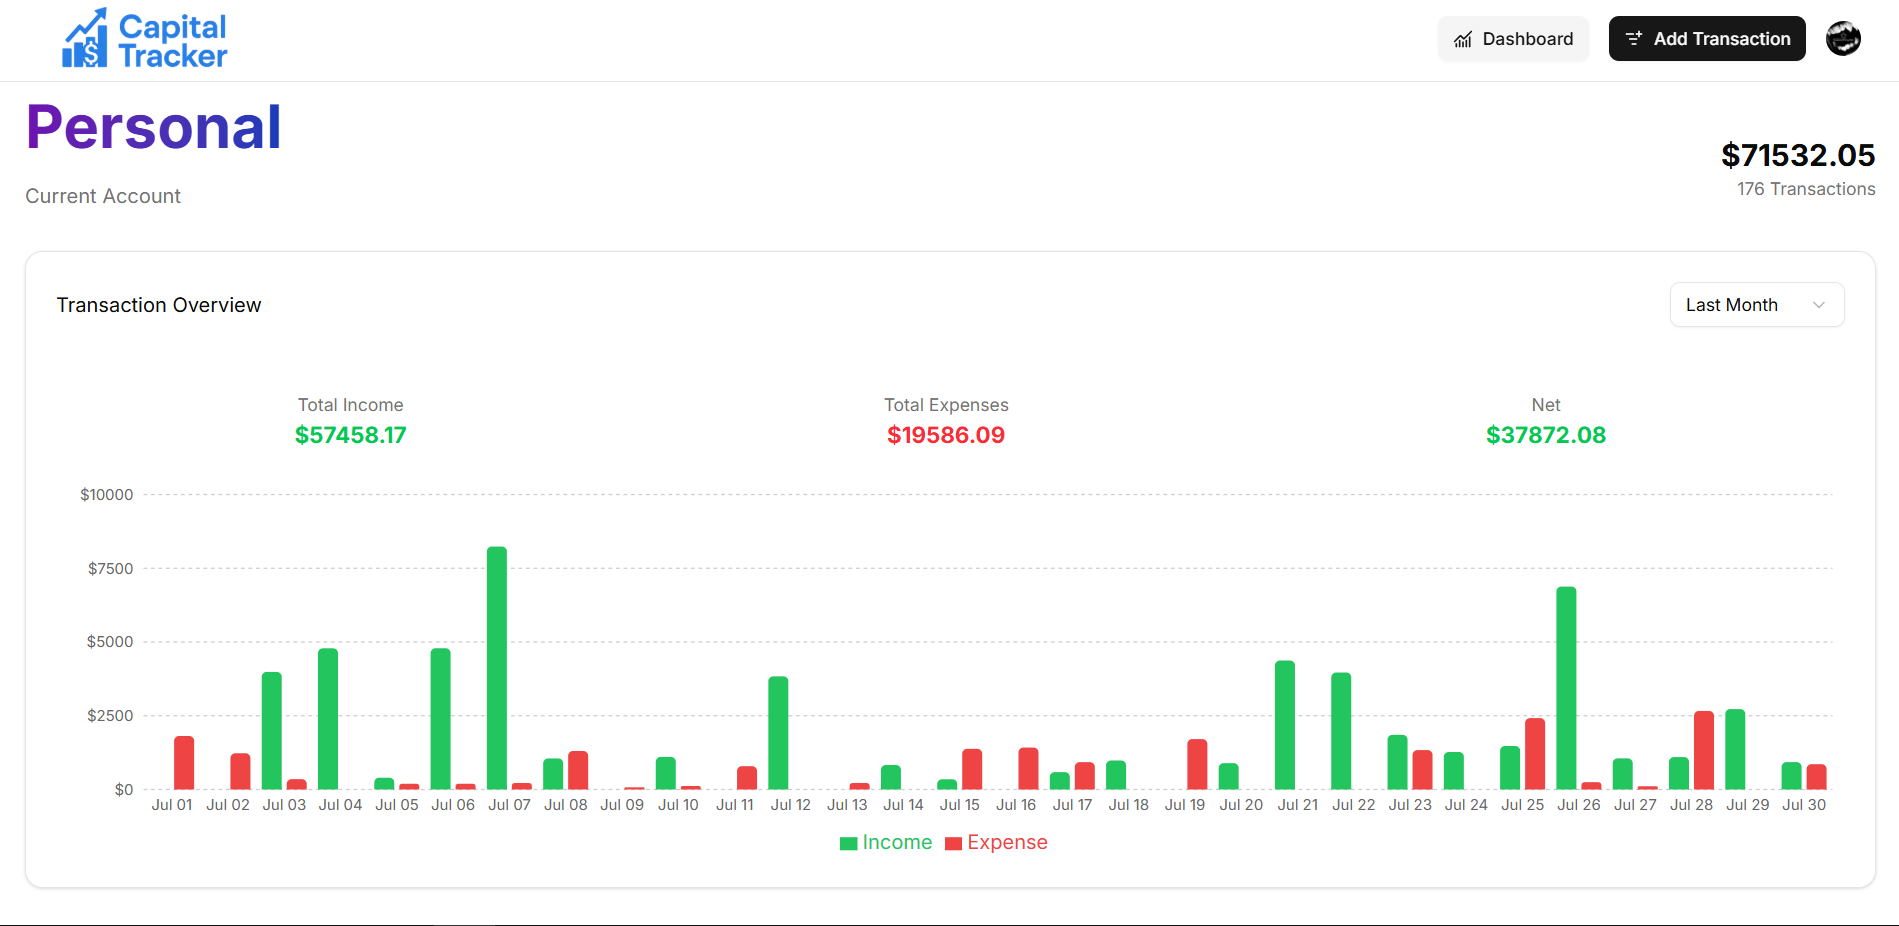 Capital
Tracker
Dashboard
Add Transaction
Personal
Current Account
$71532.05
176 Transactions
Transaction Overview
Last Month
Total Income
$57458.17
Total Expenses
$19586.09
Net
$37872.08
$10000
$7500
$5000
$2500
$0
Jul 01 Jul 02 Jul 03 Jul 04 Jul 05 Jul 06 Jul 07 Jul 08 Jul 09 Jul 10 Jul 11 Jul 12 Jul 13 Jul 14 Jul 15 Jul 16 Jul 17 Jul 18 Jul 19 Jul 20 Jul 21 Jul 22 Jul 23 Jul 24 Jul 25 Jul 26 Jul 27 Jul 28 Jul 29 Jul 30
Income Expense